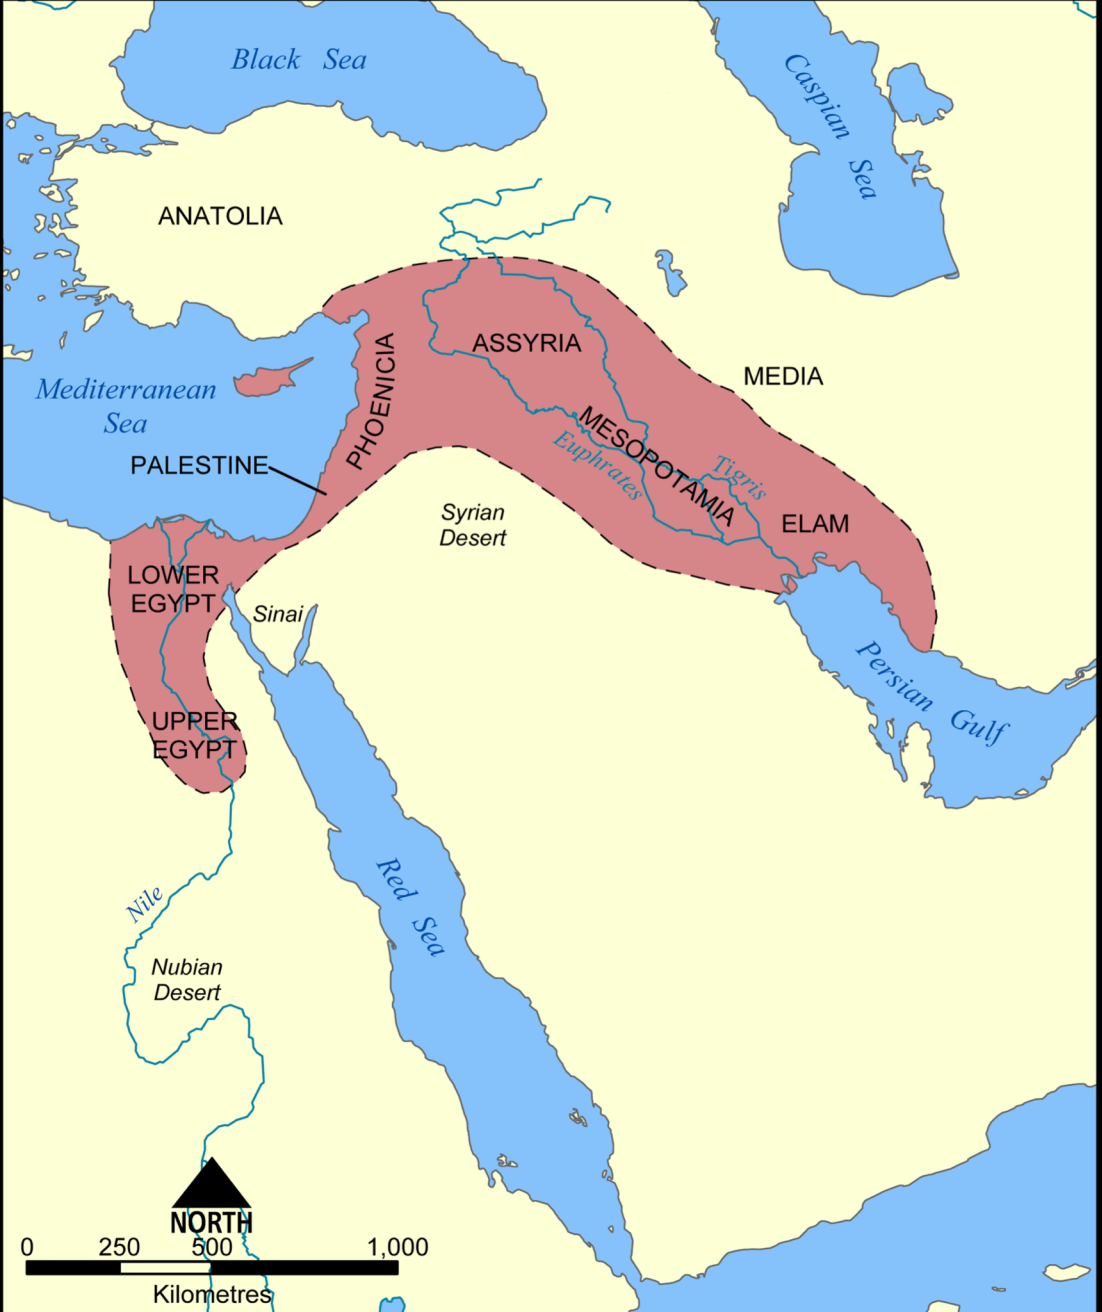 Black Sea
Caspian Sea
ANATOLIA
ASSYRIA
PHOENICIA
MEDIA
Mediterranean
Sea
MESOPOTAMIA
Euphrates
Tigris
PALESTINE
Syrian
Desert
ELAM
LOWER
EGYPT
Sinai
Persian Gulf
UPPER
EGYPT
Red Sea
Nile
Nubian
Desert
NORTH
0 250 500 1,000
Kilometres